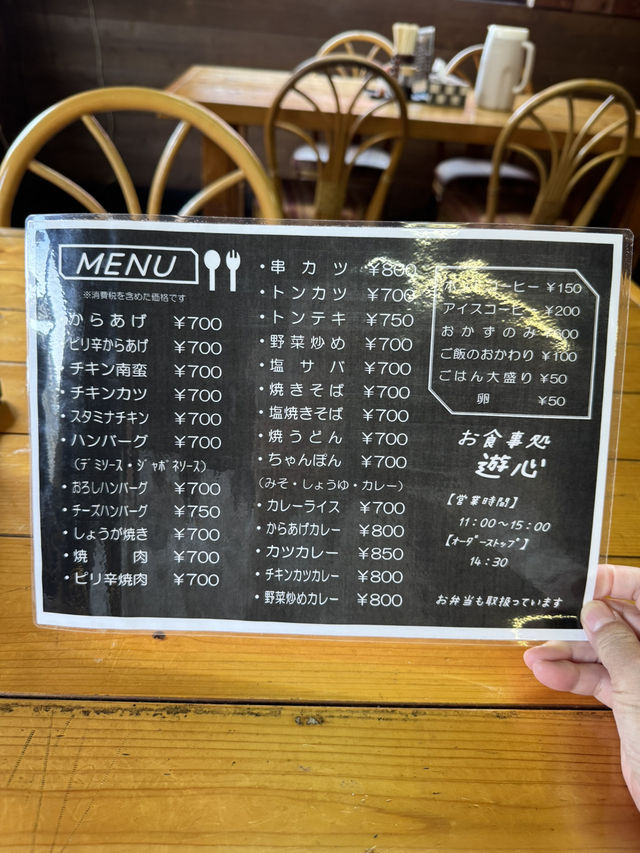 MENU
※消費税を含めた価格です
・からあげ ¥700
・ピリ辛からあげ ¥700
・チキン南蛮 ¥700
・チキンカツ ¥700
・スタミナチキン ¥700
・ハンバーグ ¥700
(デミソース・ジャポネソース)
・おろしハンバーグ ¥700
・チーズハンバーグ ¥750
・しょうが焼き ¥700
・焼肉 ¥700
・ピリ辛焼肉 ¥700
・串カツ ¥800
・トンカツ ¥700
・トンテキ ¥750
・野菜炒め ¥700
・塩サバ ¥700
・焼きそば ¥700
・塩焼きそば ¥700
・焼うどん ¥700
・ちゃんぽん ¥700
(みそ・しょうゆ・カレー)
・カレーライス ¥700
・からあげカレー ¥800
・カツカレー ¥850
・チキンカツカレー ¥800
・野菜炒めカレー ¥800
コーヒー ¥150
アイスコーヒー ¥200
おかずのみ
ご飯のおかわり ¥100
ごはん大盛り ¥50
卵 ¥50
お食事処
遊心
【営業時間】
11:00~15:00
【オーダーストップ】
14:30
お弁当も取扱っています